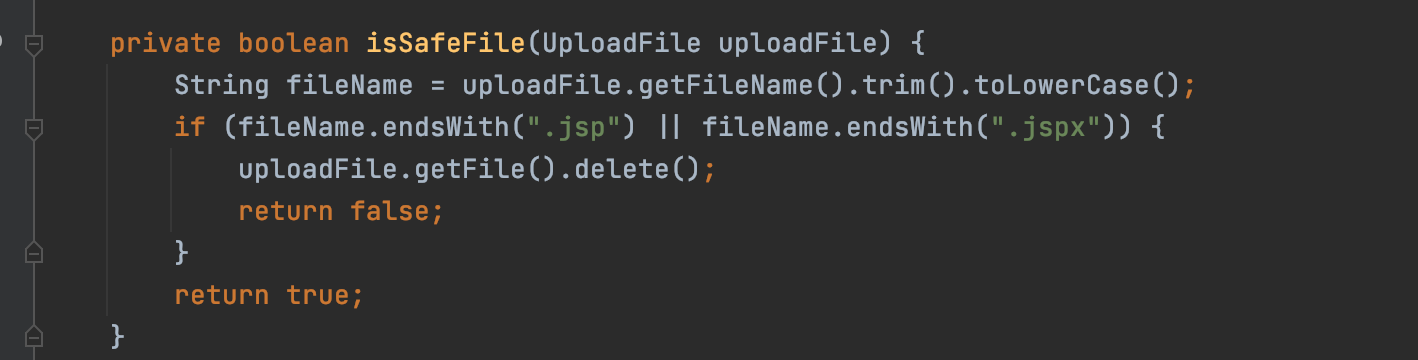 private boolean isSafeFile(UploadFile uploadFile) {
String fileName = uploadFile.getFileName().trim().toLowerCase();
if (fileName.endsWith(".jsp") || fileName.endsWith(".jspx")) {
uploadFile.getFile().delete();
return false;
}
return true;
}